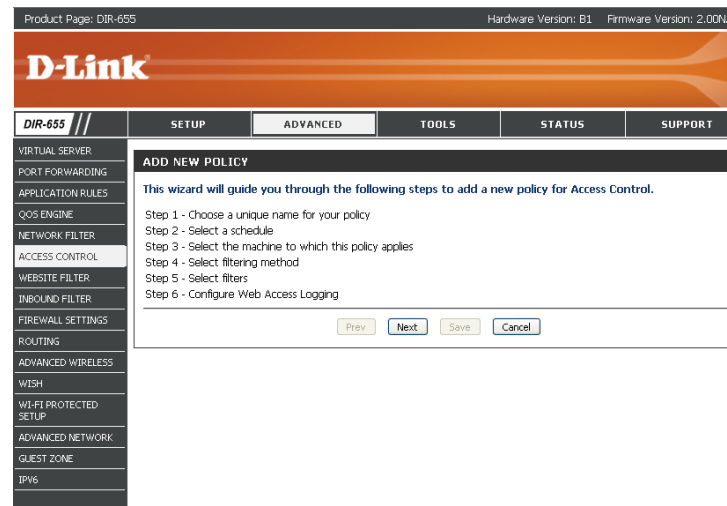 Product Page: DIR-655 Hardware Version: B1 Firmware Version: 2.00N
D-Link
DIR-655 SETUP ADVANCED TOOLS STATUS SUPPORT
VIRTUAL SERVER
PORT FORWARDING
APPLICATION RULES
QOS ENGINE
NETWORK FILTER
ACCESS CONTROL
WEBSITE FILTER
INBOUND FILTER
FIREWALL SETTINGS
ROUTING
ADVANCED WIRELESS
WISH
WI-FI PROTECTED
SETUP
ADVANCED NETWORK
GUEST ZONE
IPV6
ADD NEW POLICY
This wizard will guide you through the following steps to add a new policy for Access Control.
Step 1 - Choose a unique name for your policy
Step 2 - Select a schedule
Step 3 - Select the machine to which this policy applies
Step 4 - Select filtering method
Step 5 - Select filters
Step 6 - Configure Web Access Logging
Prev Next Save Cancel